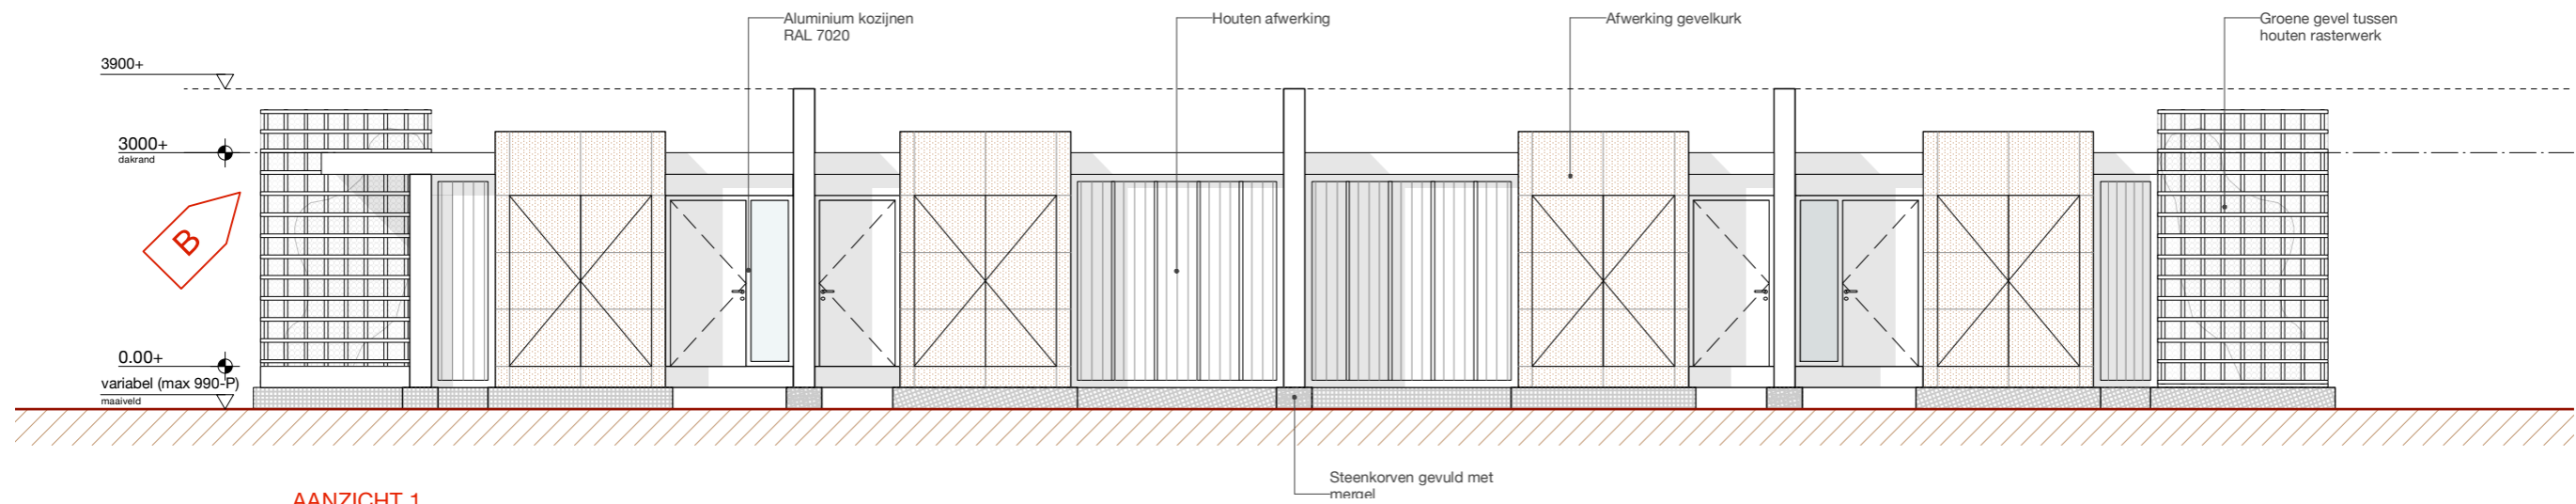 Aluminium kozijnen
RAL 7020
Houten afwerking
Afwerking gevelkurk
Groene gevel tussen
houten rasterwerk
3900+
3000+
dakrand
B
0.00+
variabel (max 990-P)
maaiveld
Steenkorven gevuld met
mergel
AANZICHT 1